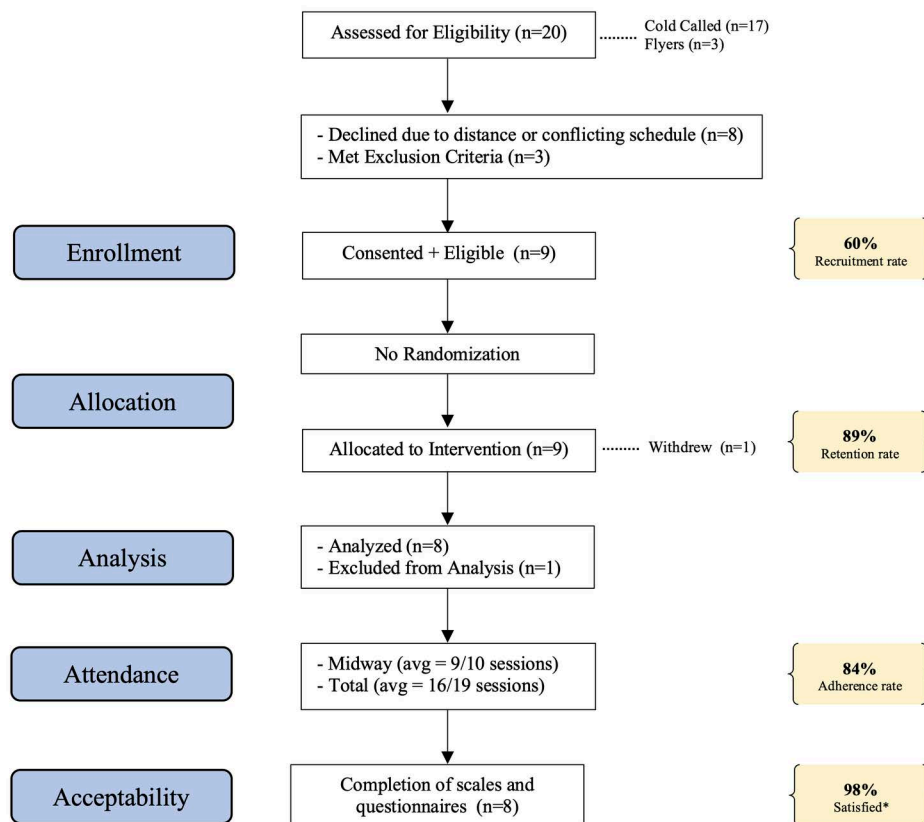 Assessed for Eligibility (n=20)
Cold Called (n=17)
Flyers (n=3)
- Declined due to distance or conflicting schedule (n=8)
- Met Exclusion Criteria (n=3)
Enrollment
Consented + Eligible (n=9)
60%
Recruitment rate
No Randomization
Allocation
Allocated to Intervention (n=9)
Withdrew (n=1)
89%
Retention rate
Analysis
- Analyzed (n=8)
- Excluded from Analysis (n=1)
Attendance
- Midway (avg = 9/10 sessions)
- Total (avg = 16/19 sessions)
84%
Adherence rate
Acceptability
Completion of scales and
questionnaires (n=8)
98%
Satisfied*